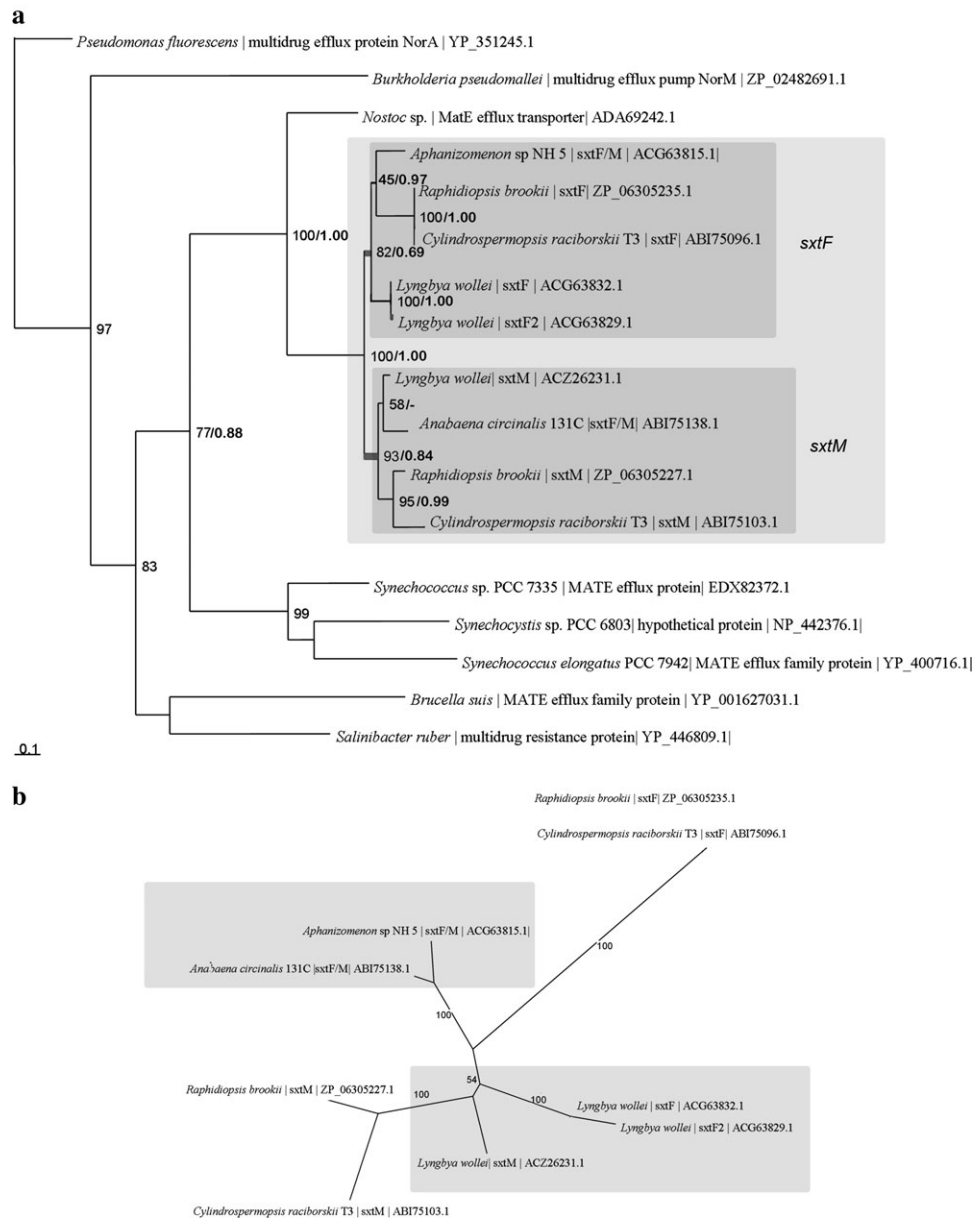 a
Pseudomonas fluorescens | multidrug efflux protein NorA | YP_351245.1
Burkholderia pseudomallei | multidrug efflux pump NorM | ZP_02482691.1
Nostoc sp. | MatE efflux transporter| ADA69242.1
Aphanizomenon sp NH 5 | sxtF/M | ACG63815.1|
45/0.97
Raphidiopsis brookii | sxtF| ZP_06305235.1
100/1.00
100/1.00
Cylindrospermopsis raciborskii T3 | sxtF| ABI75096.1
sxtF
82/0.69
Lyngbya wollei | sxtF | ACG63832.1
100/1.00
Lyngbya wollei | sxtF2 | ACG63829.1
97
100/1.00
Lyngbya wollei| sxtM | ACZ26231.1
58/-
Anabaena circinalis 131C |sxtF/M| ABI75138.1
77/0.88
sxtM
93/0.84
Raphidiopsis brookii | sxtM | ZP_06305227.1
95/0.99
Cylindrospermopsis raciborskii T3 | sxtM | ABI75103.1
83
Synechococcus sp. PCC 7335 | MATE efflux protein| EDX82372.1
99
Synechocystis sp. PCC 6803| hypothetical protein | NP_442376.1|
Synechococcus elongatus PCC 7942| MATE efflux family protein | YP_400716.1|
Brucella suis | MATE efflux family protein | YP_001627031.1
Salinibacter ruber | multidrug resistance protein| YP_446809.1|
0.1
b
Raphidiopsis brookii | sxtF| ZP_06305235.1
Cylindrospermopsis raciborskii T3 | sxtF| ABI75096.1
Aphanizomenon sp NH 5 | sxtF/M | ACG63815.1|
100
Anabaena circinalis 131C |sxtF/M| ABI75138.1
100
54
Raphidiopsis brookii | sxtM | ZP_06305227.1
100
100
Lyngbya wollei | sxtF | ACG63832.1
Lyngbya wollei | sxtF2 | ACG63829.1
Lyngbya wollei| sxtM | ACZ26231.1
Cylindrospermopsis raciborskii T3 | sxtM | ABI75103.1